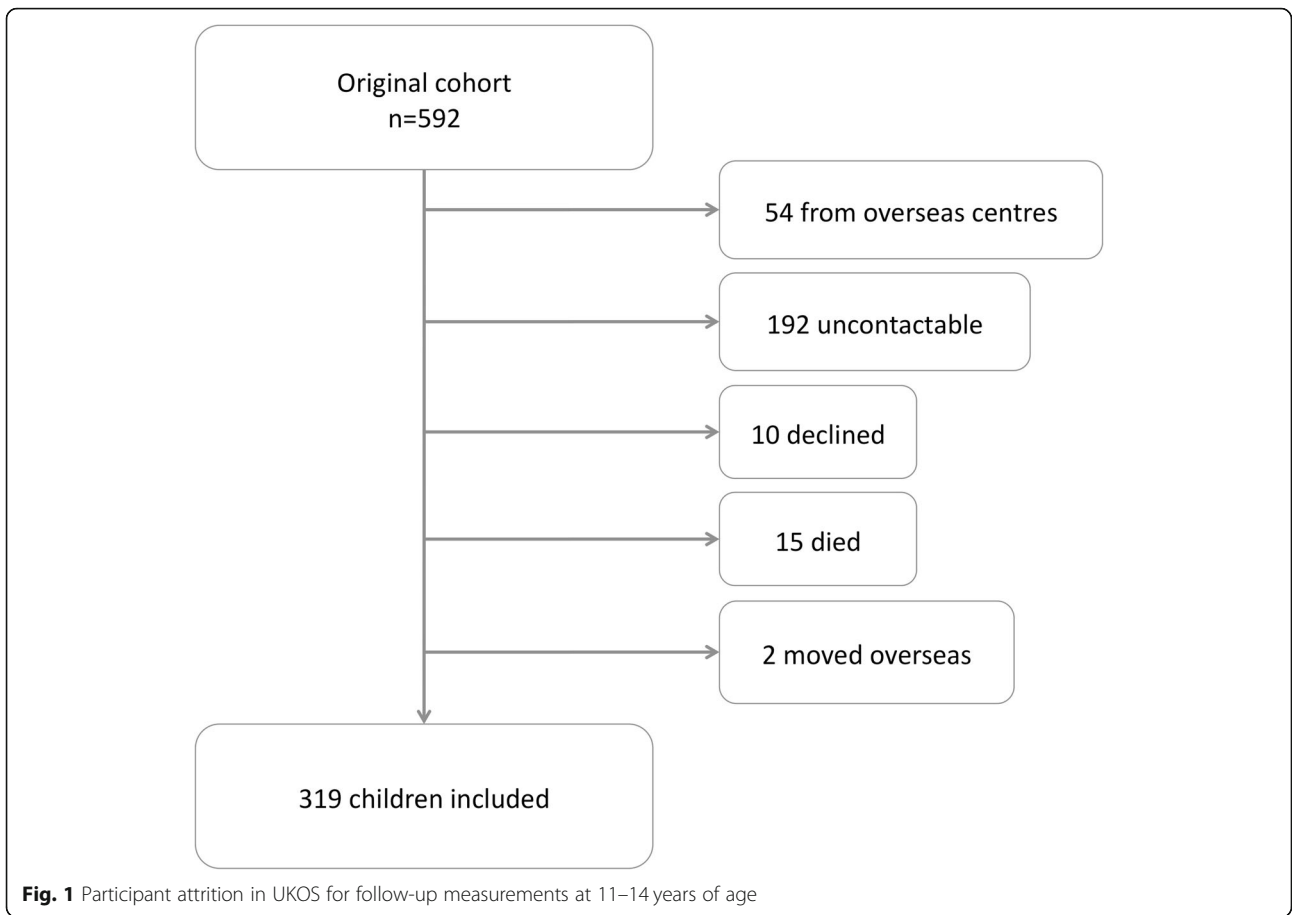 Original cohort
n=592
54 from overseas centres
192 uncontactable
10 declined
15 died
2 moved overseas
319 children included
Fig. 1 Participant attrition in UKOS for follow-up measurements at 11–14 years of age